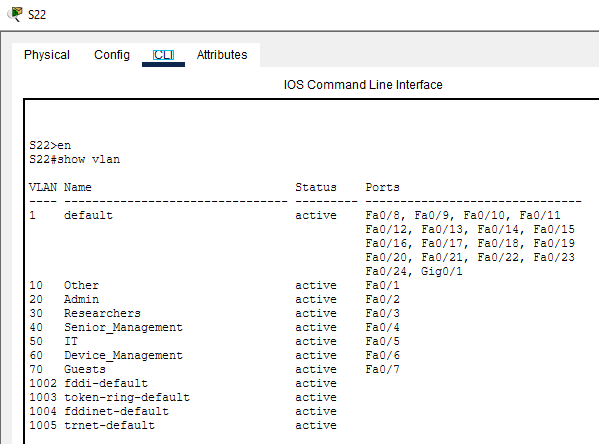 S22
Physical Config CLI Attributes
IOS Command Line Interface
S22>en
S22#show vlan
VLAN Name                             Status    Ports
---- -------------------------------- --------- -------------------------------
1    default                          active    Fa0/8, Fa0/9, Fa0/10, Fa0/11
                                                Fa0/12, Fa0/13, Fa0/14, Fa0/15
                                                Fa0/16, Fa0/17, Fa0/18, Fa0/19
                                                Fa0/20, Fa0/21, Fa0/22, Fa0/23
                                                Fa0/24, Gig0/1
10   Other                            active    Fa0/1
20   Admin                            active    Fa0/2
30   Researchers                      active    Fa0/3
40   Senior_Management                active    Fa0/4
50   IT                               active    Fa0/5
60   Device_Management                active    Fa0/6
70   Guests                           active    Fa0/7
1002 fddi-default                     active
1003 token-ring-default               active
1004 fddinet-default                  active
1005 trnet-default                    active